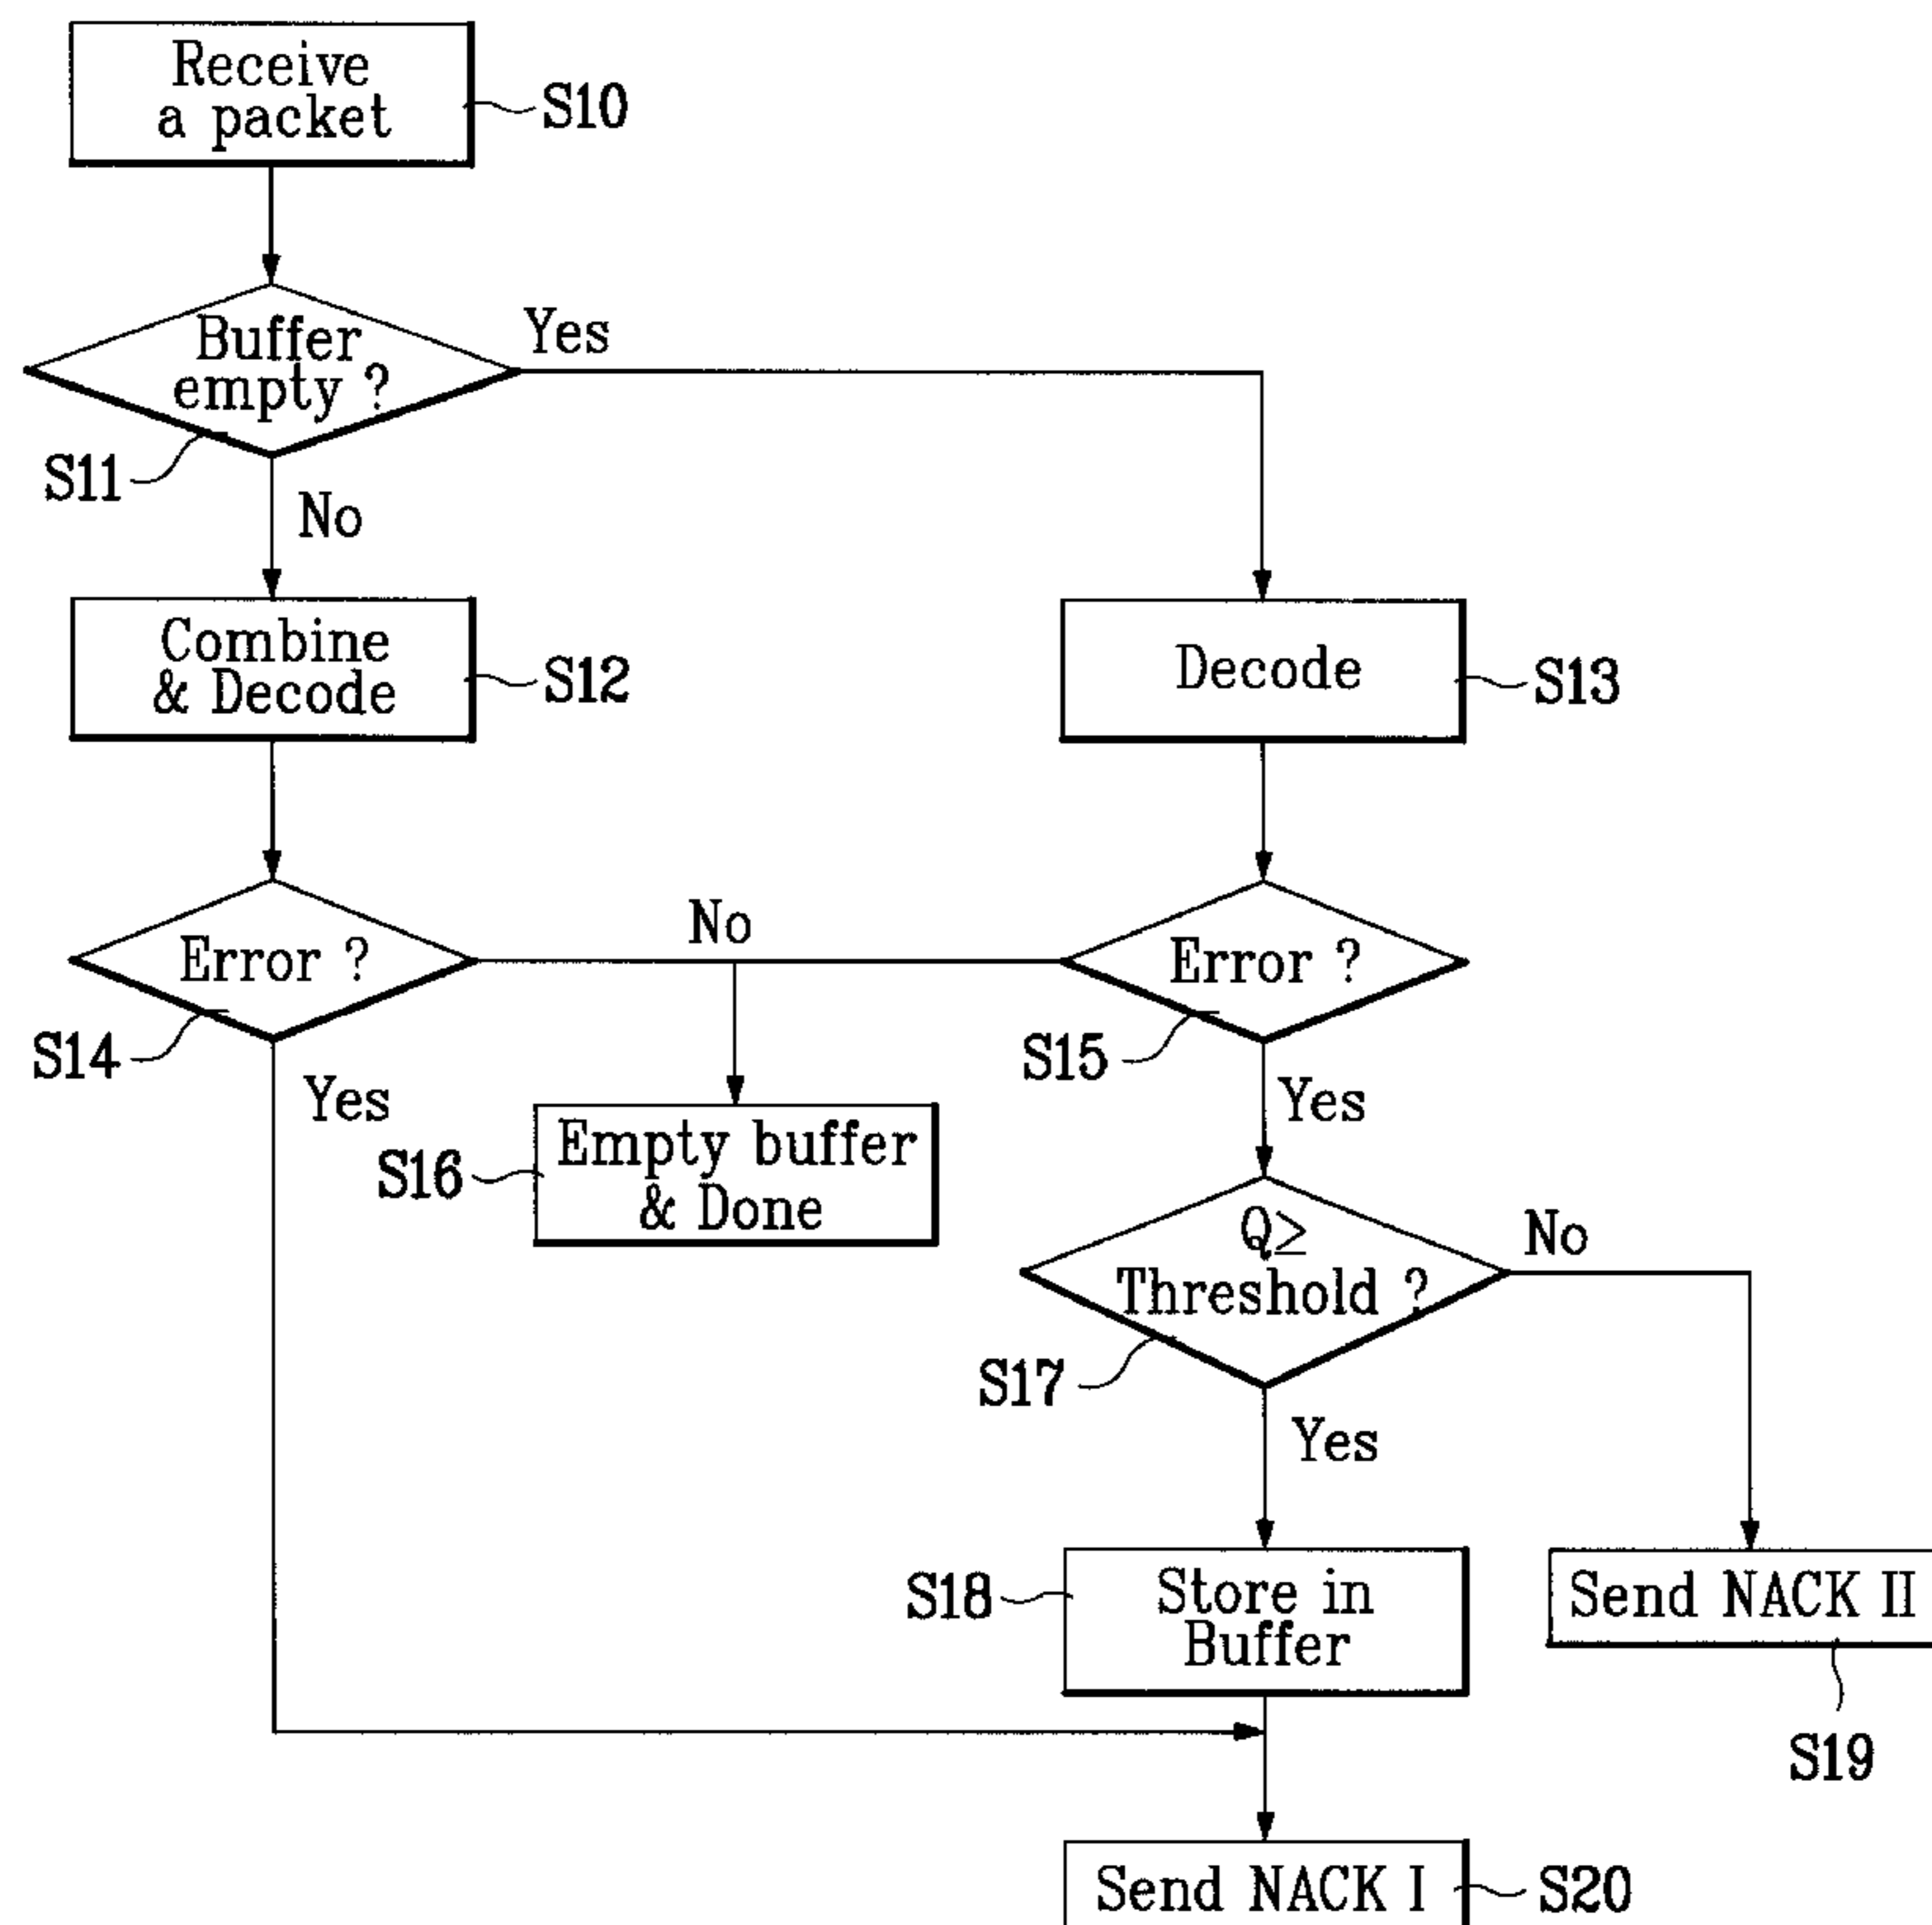 Receive
a packet
S10
Buffer
empty ?
Yes
S11
No
Combine
& Decode
S12
Decode
S13
Error ?
No
Error ?
S14
S15
Yes
Yes
Empty buffer
& Done
S16
Q≥
Threshold ?
No
S17
Yes
Store in
Buffer
S18
Send NACK II
S19
Send NACK I
S20